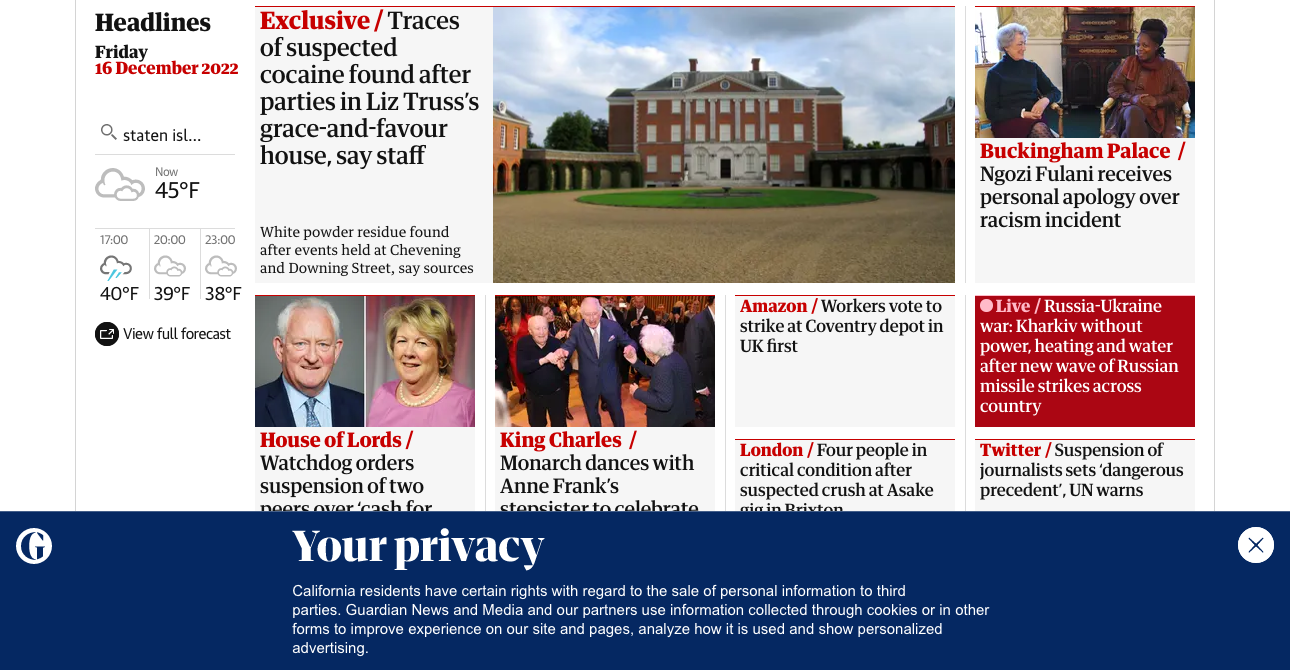 Headlines
Friday
16 December 2022
staten isl...
Now
45°F
17:00 20:00 23:00
40°F 39°F 38°F
View full forecast
Exclusive / Traces
of suspected
cocaine found after
parties in Liz Truss’s
grace-and-favour
house, say staff
White powder residue found
after events held at Chevening
and Downing Street, say sources
Buckingham Palace /
Ngozi Fulani receives
personal apology over
racism incident
House of Lords /
Watchdog orders
suspension of two
peers over ‘cash for
King Charles /
Monarch dances with
Anne Frank’s
stepsister to celebrate
Amazon / Workers vote to
strike at Coventry depot in
UK first
Live / Russia-Ukraine
war: Kharkiv without
power, heating and water
after new wave of Russian
missile strikes across
country
London / Four people in
critical condition after
suspected crush at Asake
gig in Brixton
Twitter / Suspension of
journalists sets ‘dangerous
precedent’, UN warns
G
Your privacy
California residents have certain rights with regard to the sale of personal information to third
parties. Guardian News and Media and our partners use information collected through cookies or in other
forms to improve experience on our site and pages, analyze how it is used and show personalized
advertising.